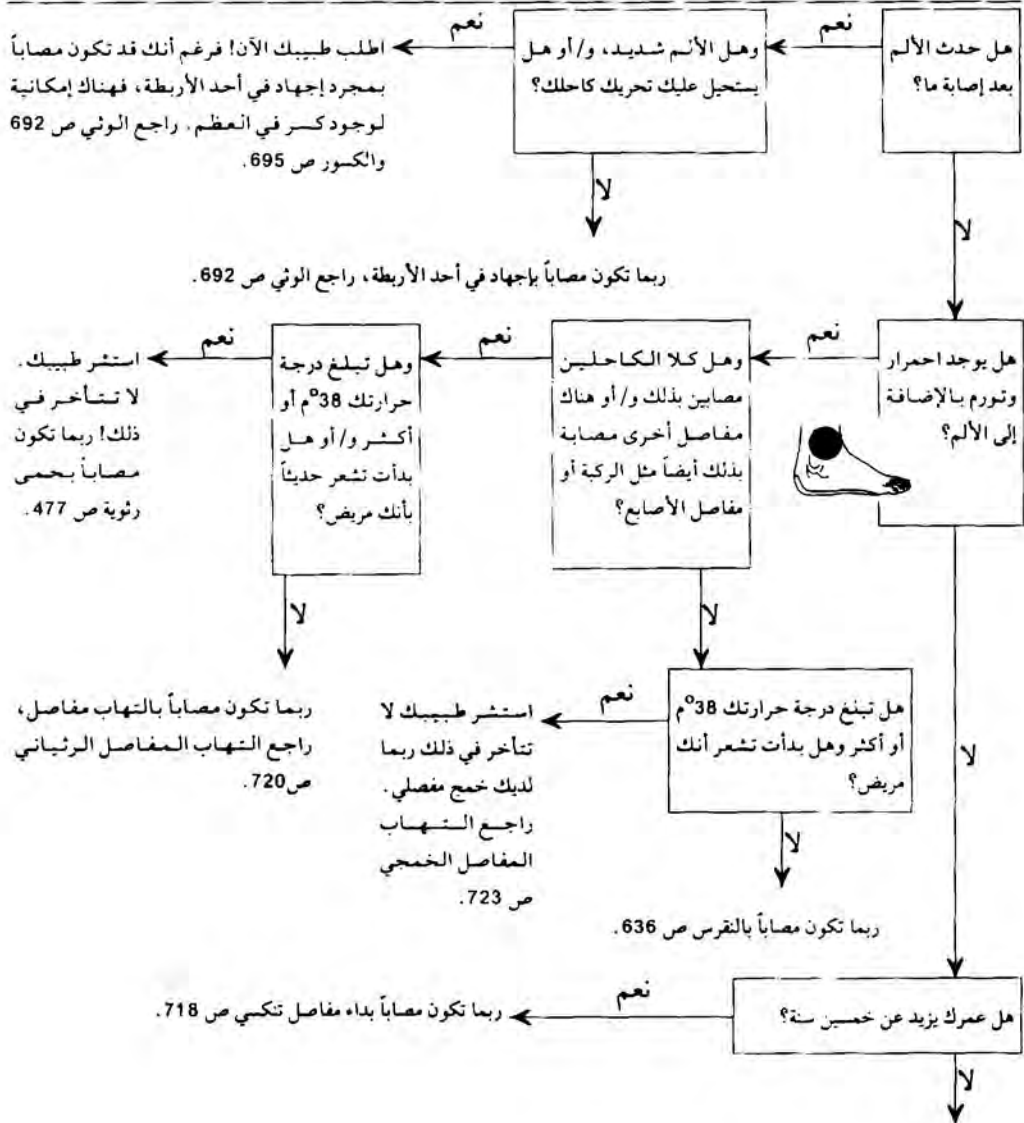 هل حدث الألم
بعد إصابة ما؟
نعم
وهل الألم شديد، و/أو هل
يستحيل عليك تحريك كاحلك؟
نعم
اطلب طبيبك الآن! فرغم أنك قد تكون مصاباً
بمجرد إجهاد في أحد الأربطة، فهناك إمكانية
لوجود كسر في العظم. راجع الوثي ص 692
والكسور ص 695.
لا
ربما تكون مصاباً بإجهاد في أحد الأربطة، راجع الوثي ص 692.
لا
هل يوجد احمرار
وتورم بالإضافة
إلى الألم؟
نعم
وهل كلا الكاحلين
مصابين بذلك و/أو هناك
مفاصل أخرى مصابة
بذلك أيضاً مثل الركبة أو
مفاصل الأصابع؟
نعم
وهل تبلغ درجة
حرارتك 38°م أو
أكثر و/أو هل
بدأت تشعر حديثاً
بأنك مريض؟
نعم
استشر طبيبك.
لا تتأخر في
ذلك! ربما تكون
مصاباً بحمى
رثوية ص 477.
لا
ربما تكون مصاباً بالتهاب مفاصل،
راجع التهاب المفاصل الرثياني
ص720.
لا
هل تبلغ درجة حرارتك 38°م
أو أكثر وهل بدأت تشعر أنك
مريض؟
نعم
استشر طبيبك لا
تتأخر في ذلك ربما
لديك خمج مفصلي.
راجع التهاب
المفاصل الخمجي
ص 723.
لا
ربما تكون مصاباً بالنقرس ص 636.
لا
هل عمرك يزيد عن خمسين سنة؟
نعم
ربما تكون مصاباً بداء مفاصل تنكسي ص 718.
لا